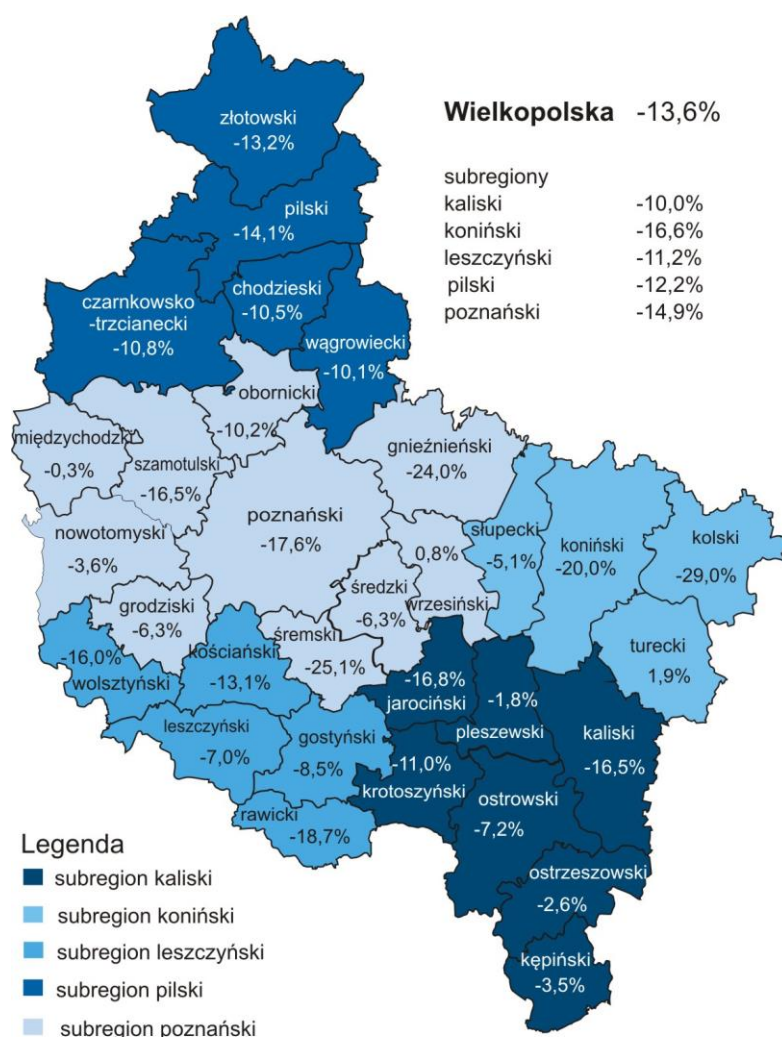 Wielkopolska -13,6%
subregiony
kaliski -10,0%
koniński -16,6%
leszczyński -11,2%
pilski -12,2%
poznański -14,9%
złotowski
-13,2%
pilski
-14,1%
chodzieski
-10,5%
czarnkowsko
-trzcianecki
-10,8%
wągrowiecki
-10,1%
obornicki
-10,2%
międzychodzki
-0,3%
szamotulski
-16,5%
gnieźnieński
-24,0%
poznański
-17,6%
nowotomyski
-3,6%
słupecki
-5,1%
koniński
-20,0%
kolski
-29,0%
0,8%
wrzesiński
średzki
-6,3%
grodziski
-6,3%
śremski
-25,1%
turecki
1,9%
-16,0%
wolsztyński
kościański
-13,1%
-16,8%
jarociński
-1,8%
pleszewski
kaliski
-16,5%
leszczyński
-7,0%
gostyński
-8,5%
-11,0%
krotoszyński
ostrowski
-7,2%
rawicki
-18,7%
ostrzeszowski
-2,6%
kępiński
-3,5%
Legenda
subregion kaliski
subregion koniński
subregion leszczyński
subregion pilski
subregion poznański